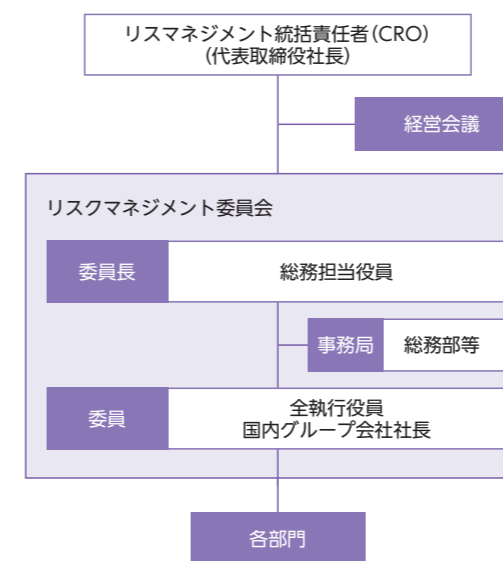 リスマネジメント統括責任者(CRO)
(代表取締役社長)
経営会議
リスクマネジメント委員会
委員長
総務担当役員
事務局
総務部等
委員
全執行役員
国内グループ会社社長
各部門